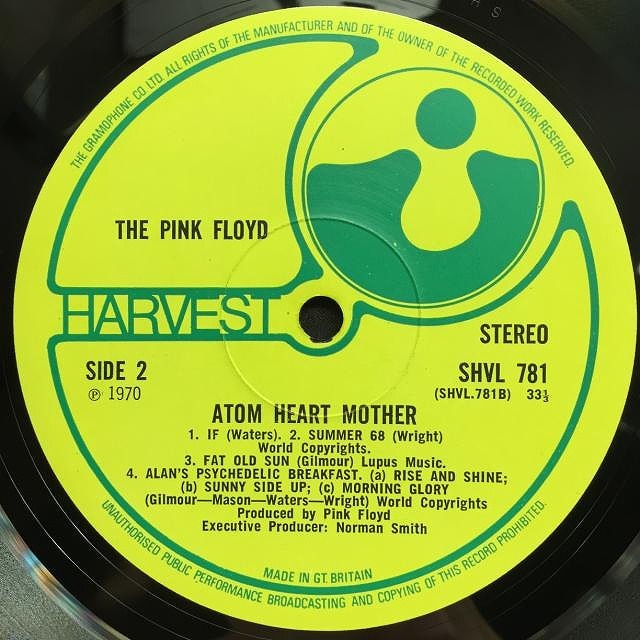 THE GRAMOPHONE CO LTD. ALL RIGHTS OF THE MANUFACTURER AND OF THE OWNER OF THE RECORDED WORK RESERVED.
THE PINK FLOYD
HARVEST
STEREO
SIDE 2
SHVL 781
℗ 1970
(SHVL.781B) 33⅓
ATOM HEART MOTHER
1. IF (Waters). 2. SUMMER 68 (Wright)
World Copyrights.
3. FAT OLD SUN (Gilmour) Lupus Music.
4. ALAN'S PSYCHEDELIC BREAKFAST. (a) RISE AND SHINE;
(b) SUNNY SIDE UP; (c) MORNING GLORY
(Gilmour—Mason—Waters—Wright) World Copyrights
Produced by Pink Floyd
Executive Producer: Norman Smith
MADE IN GT. BRITAIN
UNAUTHORISED PUBLIC PERFORMANCE BROADCASTING AND COPYING OF THIS RECORD PROHIBITED.